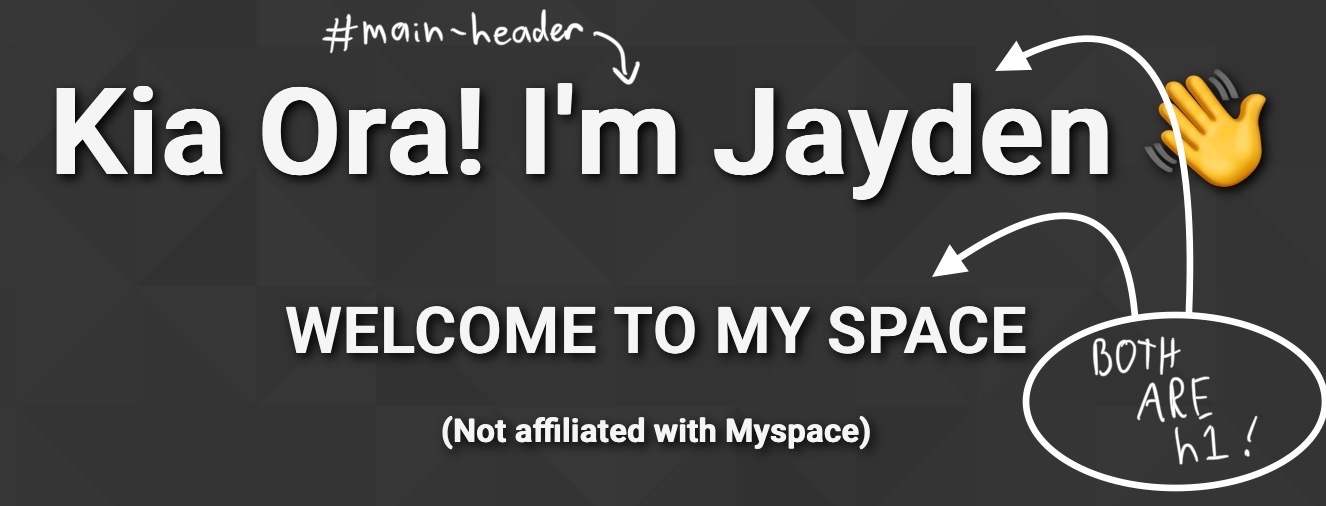 #main-header
Kia Ora! I'm Jayden 👋
WELCOME TO MY SPACE
(Not affiliated with Myspace)
BOTH
ARE
h1!